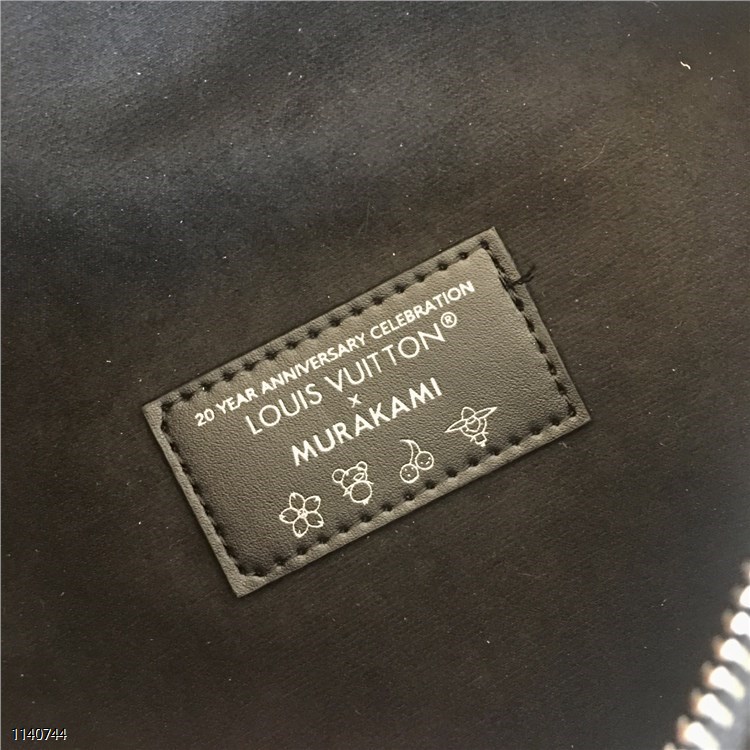 20 YEAR ANNIVERSARY CELEBRATION
LOUIS VUITTON®
x
MURAKAMI
1140744